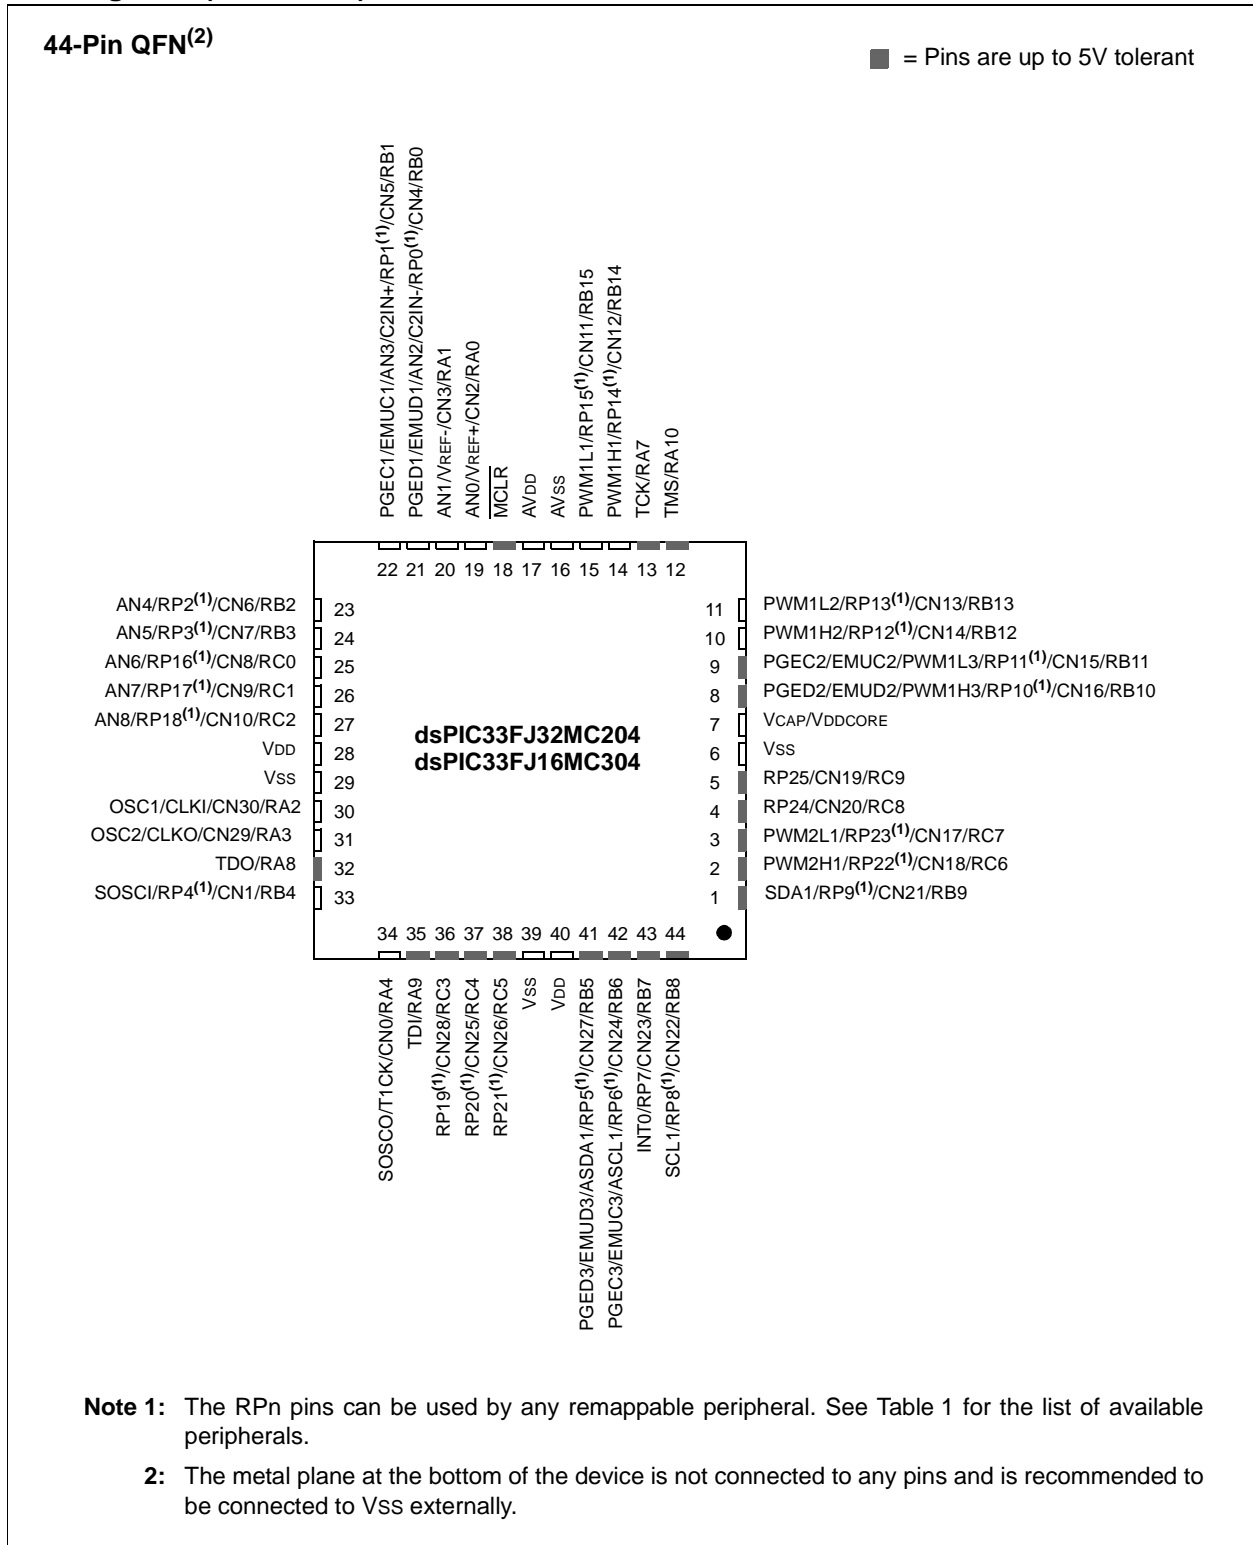 44-Pin QFN(2)
= Pins are up to 5V tolerant
PGEC1/EMUC1/AN3/C2IN+/RP1(1)/CN5/RB1
PGED1/EMUD1/AN2/C2IN-/RP0(1)/CN4/RB0
AN1/VREF-/CN3/RA1
AN0/VREF+/CN2/RA0
MCLR
AVDD
AVSS
PWM1L1/RP15(1)/CN11/RB15
PWM1H1/RP14(1)/CN12/RB14
TCK/RA7
TMS/RA10
22 21 20 19 18 17 16 15 14 13 12
AN4/RP2(1)/CN6/RB2 23
AN5/RP3(1)/CN7/RB3 24
AN6/RP16(1)/CN8/RC0 25
AN7/RP17(1)/CN9/RC1 26
AN8/RP18(1)/CN10/RC2 27
VDD 28
VSS 29
OSC1/CLKI/CN30/RA2 30
OSC2/CLKO/CN29/RA3 31
TDO/RA8 32
SOSCI/RP4(1)/CN1/RB4 33
dsPIC33FJ32MC204
dsPIC33FJ16MC304
11 PWM1L2/RP13(1)/CN13/RB13
10 PWM1H2/RP12(1)/CN14/RB12
9 PGEC2/EMUC2/PWM1L3/RP11(1)/CN15/RB11
8 PGED2/EMUD2/PWM1H3/RP10(1)/CN16/RB10
7 VCAP/VDDCORE
6 VSS
5 RP25/CN19/RC9
4 RP24/CN20/RC8
3 PWM2L1/RP23(1)/CN17/RC7
2 PWM2H1/RP22(1)/CN18/RC6
1 SDA1/RP9(1)/CN21/RB9
34 35 36 37 38 39 40 41 42 43 44
SOSCO/T1CK/CN0/RA4
TDI/RA9
RP19(1)/CN28/RC3
RP20(1)/CN25/RC4
RP21(1)/CN26/RC5
VSS
VDD
PGED3/EMUD3/ASDA1/RP5(1)/CN27/RB5
PGEC3/EMUC3/ASCL1/RP6(1)/CN24/RB6
INT0/RP7/CN23/RB7
SCL1/RP8(1)/CN22/RB8
Note 1: The RPn pins can be used by any remappable peripheral. See Table 1 for the list of available
peripherals.
2: The metal plane at the bottom of the device is not connected to any pins and is recommended to
be connected to VSS externally.